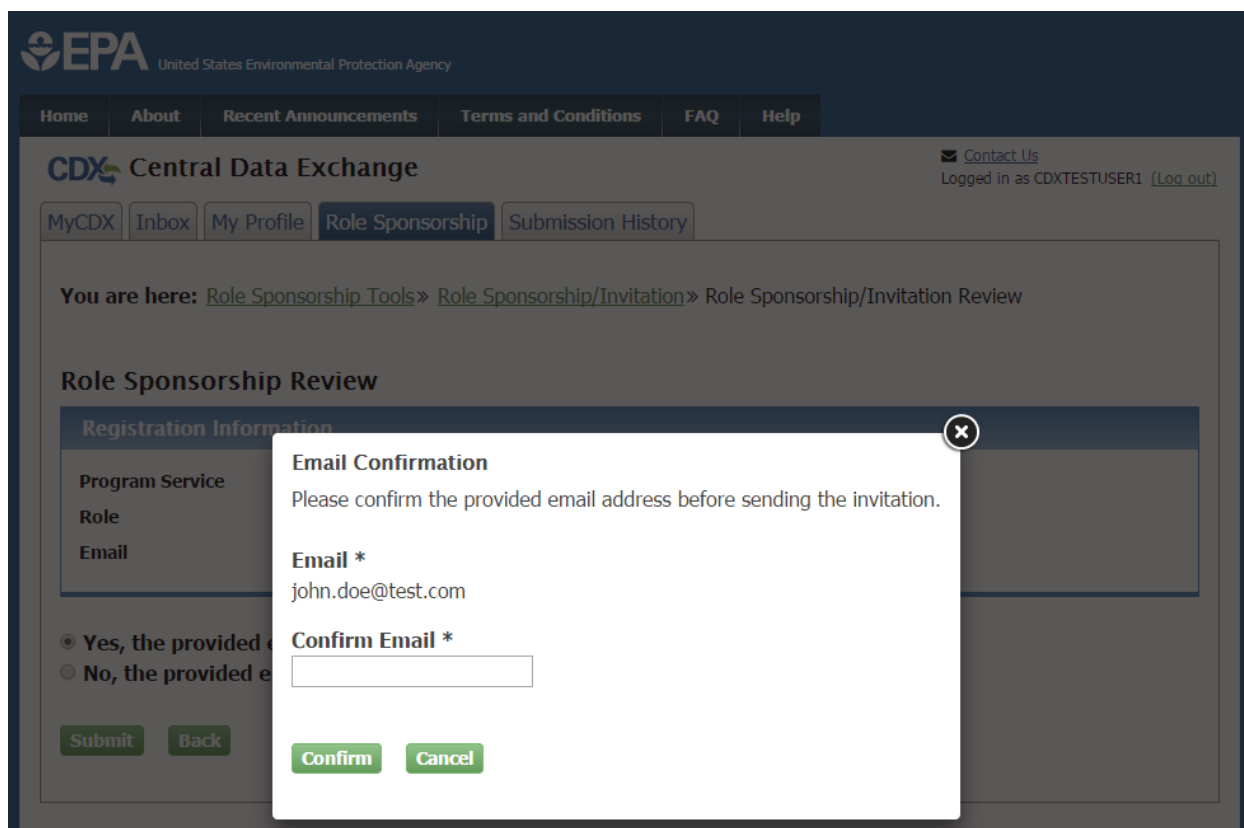 EPA United States Environmental Protection Agency
Home About Recent Announcements Terms and Conditions FAQ Help
CDX Central Data Exchange
Contact Us
Logged in as CDXTESTUSER1 (Log out)
MyCDX Inbox My Profile Role Sponsorship Submission History
You are here: Role Sponsorship Tools» Role Sponsorship/Invitation» Role Sponsorship/Invitation Review
Role Sponsorship Review
Registration Information
Program Service
Role
Email
Yes, the provided
No, the provided e
Submit Back
Email Confirmation
Please confirm the provided email address before sending the invitation.
Email *
john.doe@test.com
Confirm Email *
Confirm Cancel